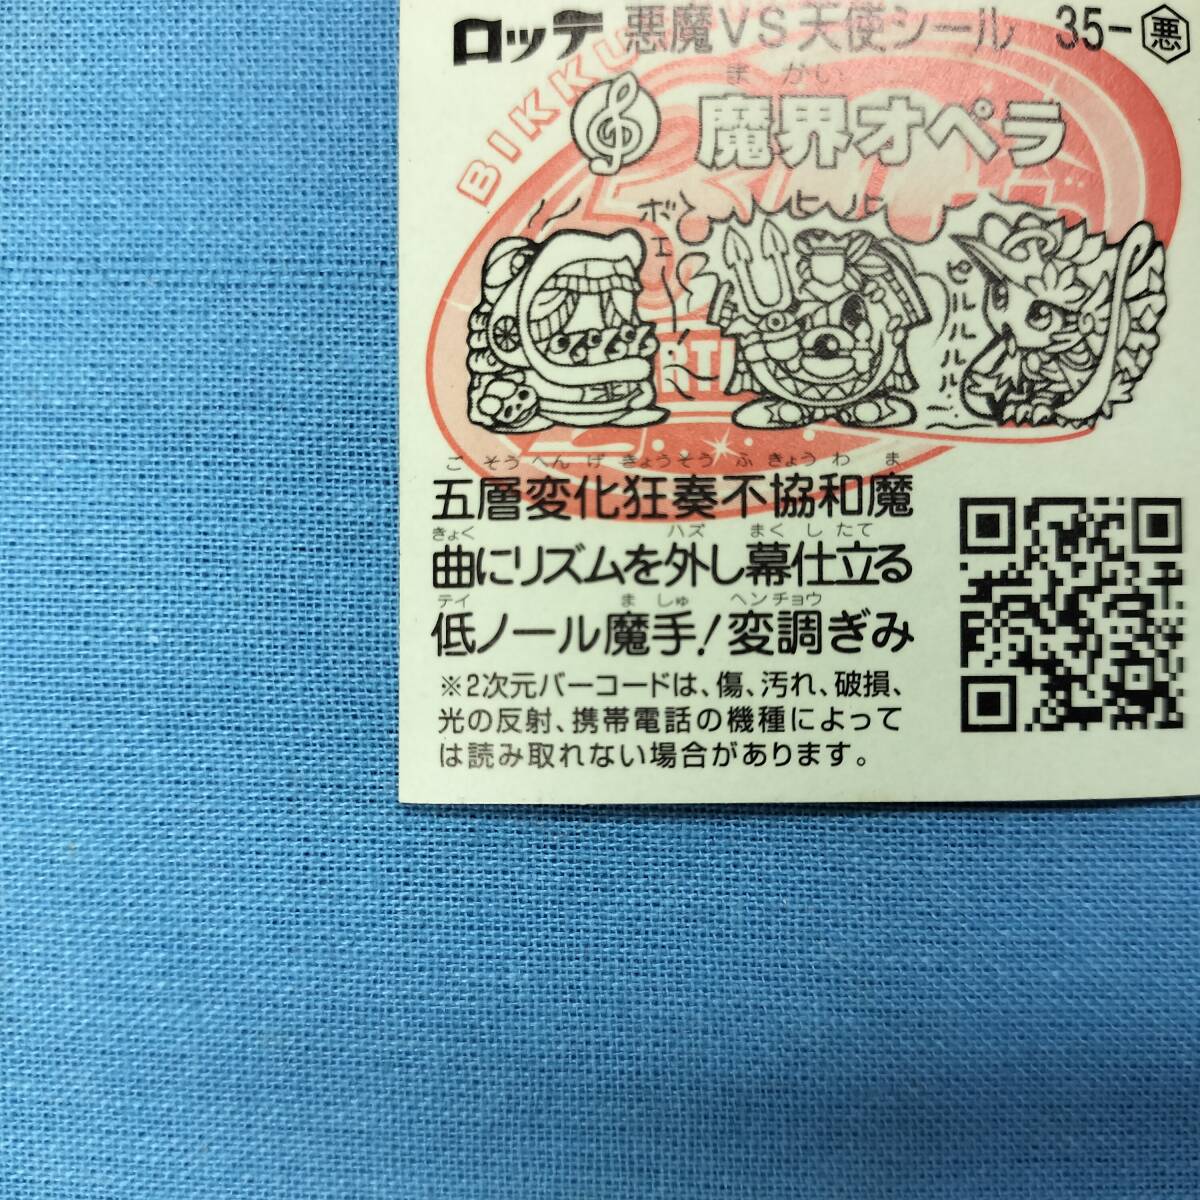 ロッテ 悪魔VS天使シール 35-悪
BIKKU
まかい
魔界オペラ
ボエーー
ピルルルル
RTI
ごそうへんげきょうそうふきょうわま
五層変化狂奏不協和魔
きょく ハズ まくしたて
曲にリズムを外し幕仕立る
テイ ましゅ ヘンチョウ
低ノール魔手!変調ぎみ
※2次元バーコードは、傷、汚れ、破損、
光の反射、携帯電話の機種によって
は読み取れない場合があります。